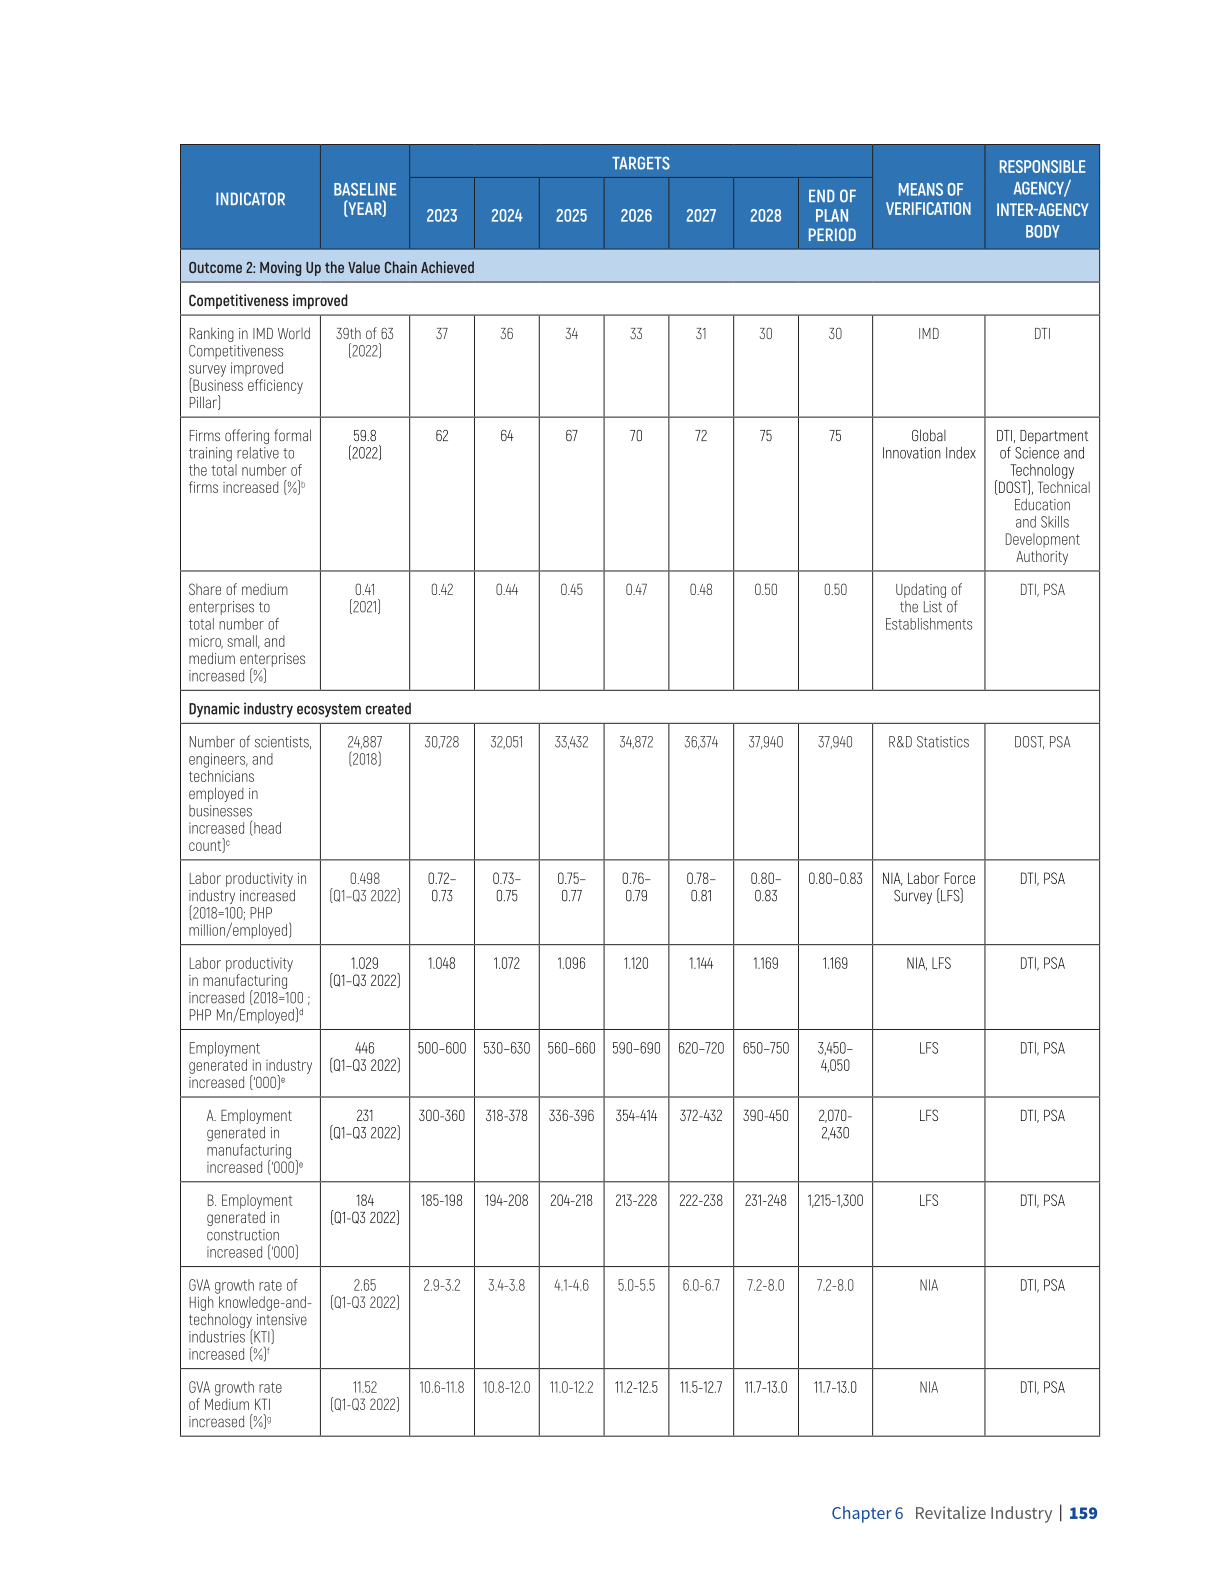 INDICATOR
BASELINE
(YEAR)
TARGETS
2023 2024 2025 2026 2027 2028 END OF
PLAN
PERIOD
MEANS OF
VERIFICATION
RESPONSIBLE
AGENCY/
INTER-AGENCY
BODY
Outcome 2: Moving Up the Value Chain Achieved
Competitiveness improved
Ranking in IMD World 39th of 63 37 36 34 33 31 30 30 IMD DTI
Competitiveness (2022)
survey improved
(Business efficiency
Pillar)
Firms offering formal 59.8 62 64 67 70 72 75 75 Global DTI, Department
training relative to (2022) Innovation Index of Science and
the total number of Technology
firms increased (%)ᵇ (DOST), Technical
Education
and Skills
Development
Authority
Share of medium 0.41 0.42 0.44 0.45 0.47 0.48 0.50 0.50 Updating of DTI, PSA
enterprises to (2021) the List of
total number of Establishments
micro, small, and
medium enterprises
increased (%)
Dynamic industry ecosystem created
Number of scientists, 24,887 30,728 32,051 33,432 34,872 36,374 37,940 37,940 R&D Statistics DOST, PSA
engineers, and (2018)
technicians
employed in
businesses
increased (head
count)ᶜ
Labor productivity in 0.498 0.72– 0.73– 0.75– 0.76– 0.78– 0.80– 0.80–0.83 NIA, Labor Force DTI, PSA
industry increased (Q1–Q3 2022) 0.73 0.75 0.77 0.79 0.81 0.83 Survey (LFS)
(2018=100; PHP
million/employed)
Labor productivity 1.029 1.048 1.072 1.096 1.120 1.144 1.169 1.169 NIA, LFS DTI, PSA
in manufacturing (Q1–Q3 2022)
increased (2018=100 ;
PHP Mn/Employed)ᵈ
Employment 446 500–600 530–630 560–660 590–690 620–720 650–750 3,450– LFS DTI, PSA
generated in industry (Q1–Q3 2022) 4,050
increased ('000)ᵉ
A. Employment 231 300-360 318-378 336-396 354-414 372-432 390-450 2,070- LFS DTI, PSA
generated in (Q1–Q3 2022) 2,430
manufacturing
increased ('000)ᵉ
B. Employment 184 185-198 194-208 204-218 213-228 222-238 231-248 1,215-1,300 LFS DTI, PSA
generated in (Q1-Q3 2022)
construction
increased ('000)
GVA growth rate of 2.65 2.9-3.2 3.4-3.8 4.1-4.6 5.0-5.5 6.0-6.7 7.2-8.0 7.2-8.0 NIA DTI, PSA
High knowledge-and- (Q1-Q3 2022)
technology intensive
industries (KTI)
increased (%)ᶠ
GVA growth rate 11.52 10.6-11.8 10.8-12.0 11.0-12.2 11.2-12.5 11.5-12.7 11.7-13.0 11.7-13.0 NIA DTI, PSA
of Medium KTI (Q1-Q3 2022)
increased (%)ᵍ
Chapter 6 Revitalize Industry | 159